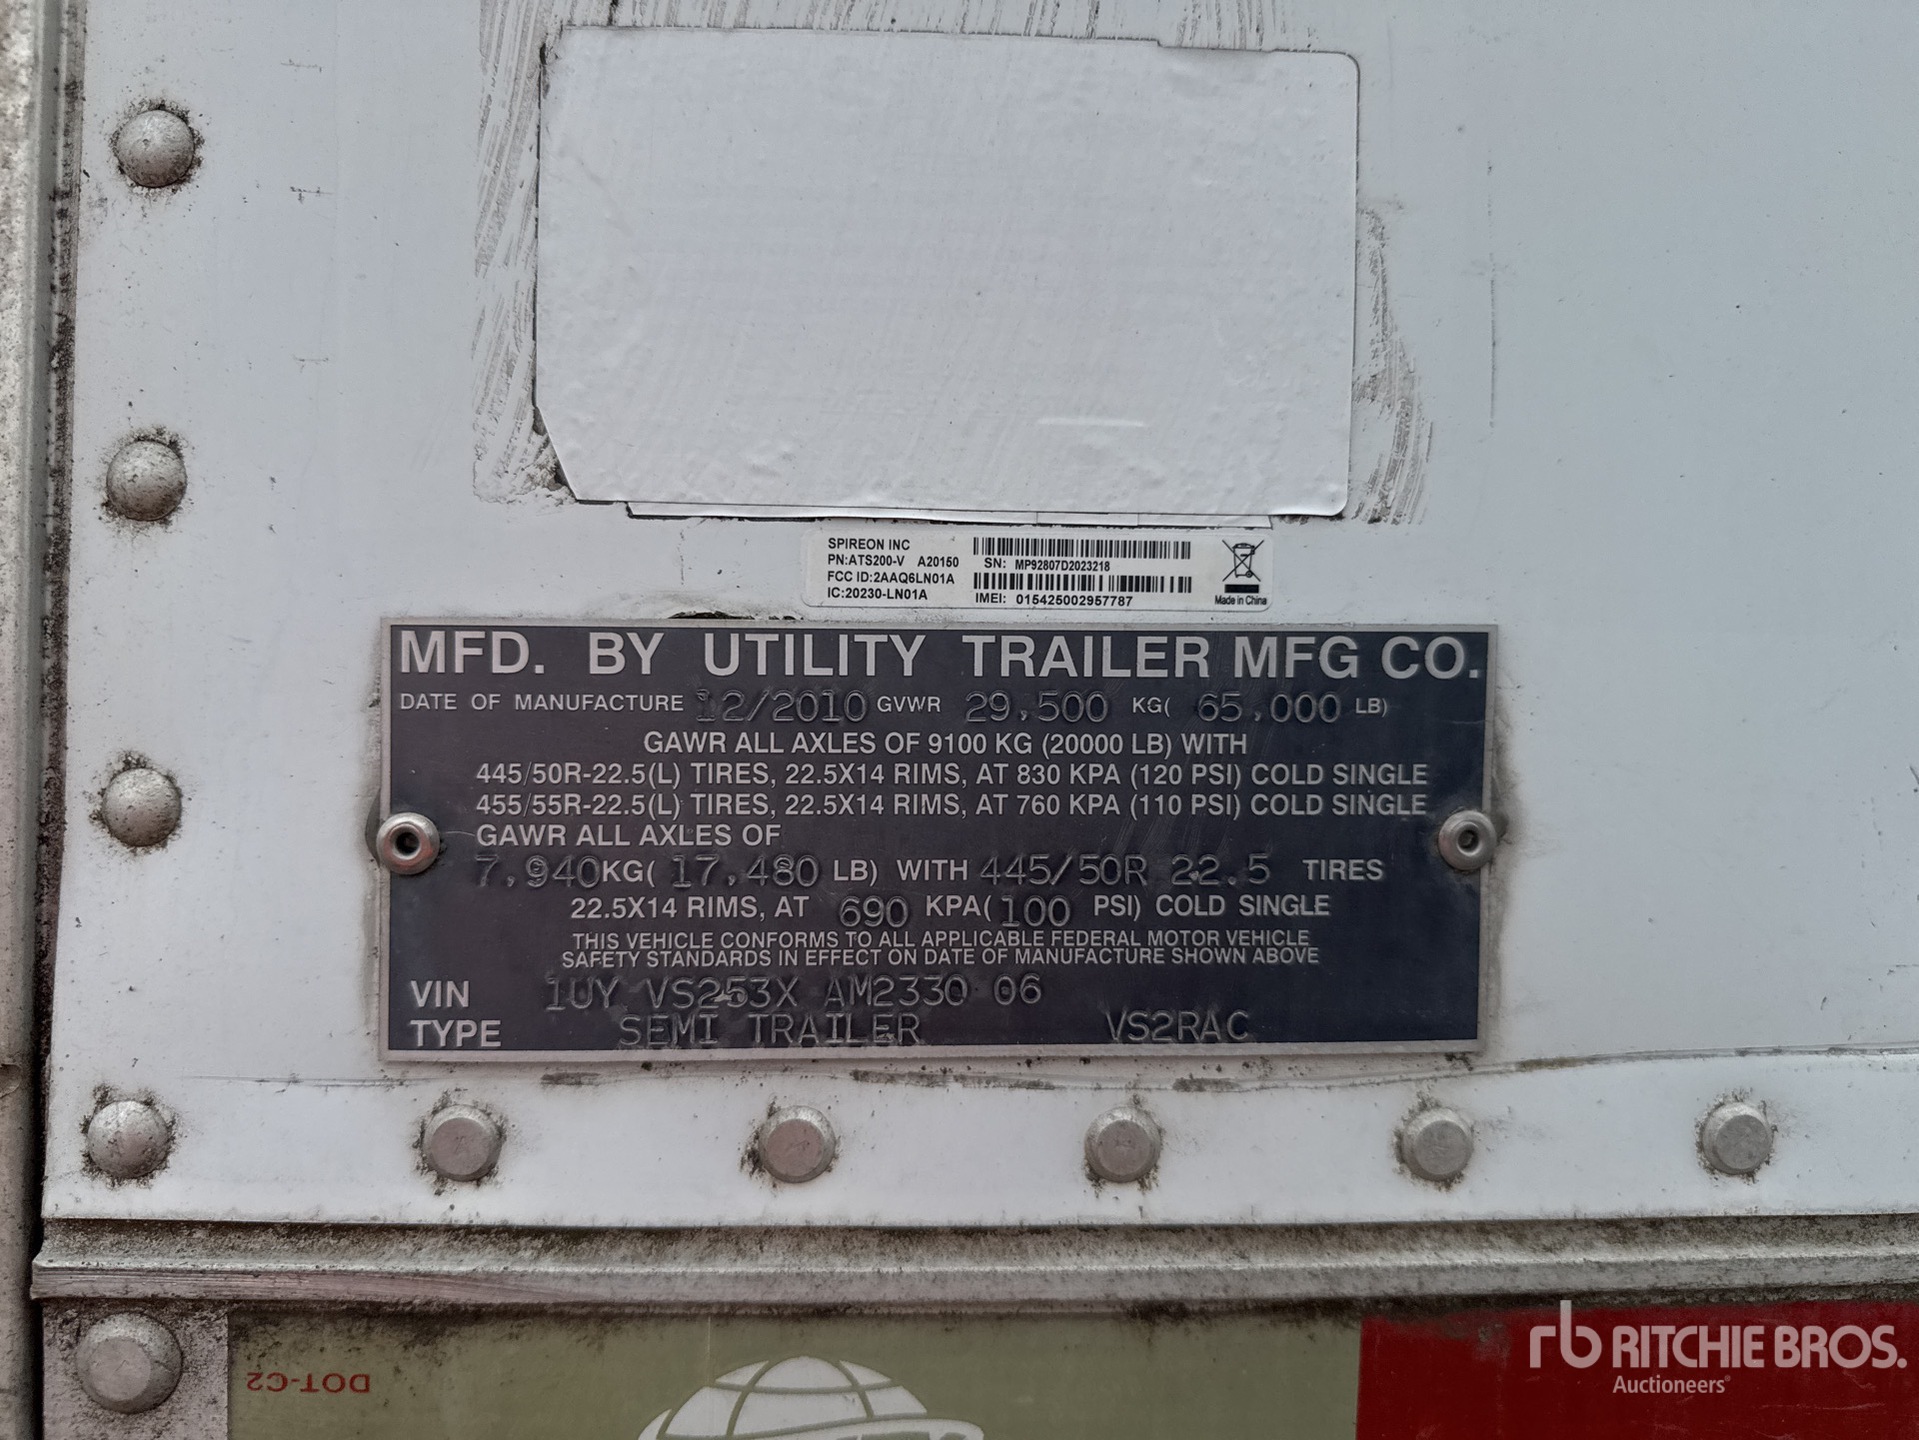 SPIREON INC
PN:ATS200-V A20150
FCC ID:2AAQ6LN01A
IC:20230-LN01A
SN: MP92807D2023218
IMEI: 015425002957787
Made in China
MFD. BY UTILITY TRAILER MFG CO.
DATE OF MANUFACTURE 12/2010 GVWR 29,500 KG( 65,000 LB)
GAWR ALL AXLES OF 9100 KG (20000 LB) WITH
445/50R-22.5(L) TIRES, 22.5X14 RIMS, AT 830 KPA (120 PSI) COLD SINGLE
455/55R-22.5(L) TIRES, 22.5X14 RIMS, AT 760 KPA (110 PSI) COLD SINGLE
GAWR ALL AXLES OF
7,940KG( 17,480 LB) WITH 445/50R 22.5 TIRES
22.5X14 RIMS, AT 690 KPA( 100 PSI) COLD SINGLE
THIS VEHICLE CONFORMS TO ALL APPLICABLE FEDERAL MOTOR VEHICLE
SAFETY STANDARDS IN EFFECT ON DATE OF MANUFACTURE SHOWN ABOVE
VIN 1UY VS253X AM2330 06
TYPE SEMI TRAILER VS2RAC
DOT-C2
rb RITCHIE BROS.
Auctioneers®